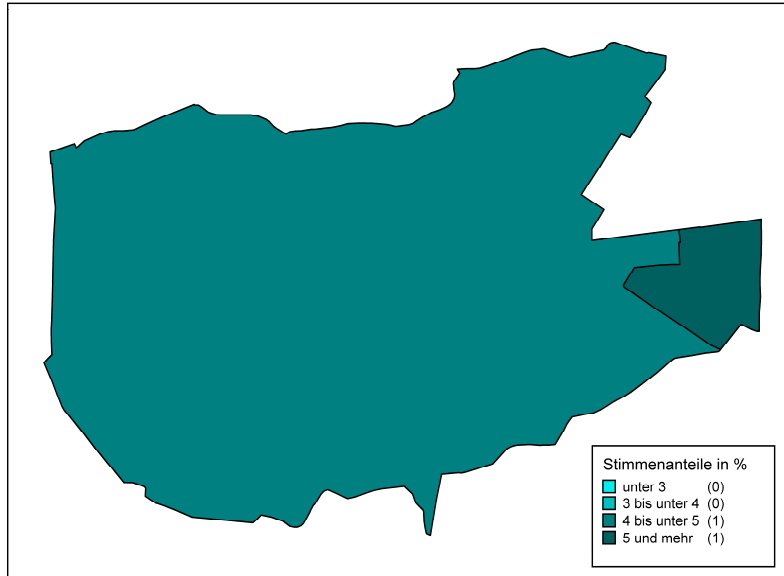 Stimmenanteile in %
unter 3 (0)
3 bis unter 4 (0)
4 bis unter 5 (1)
5 und mehr (1)